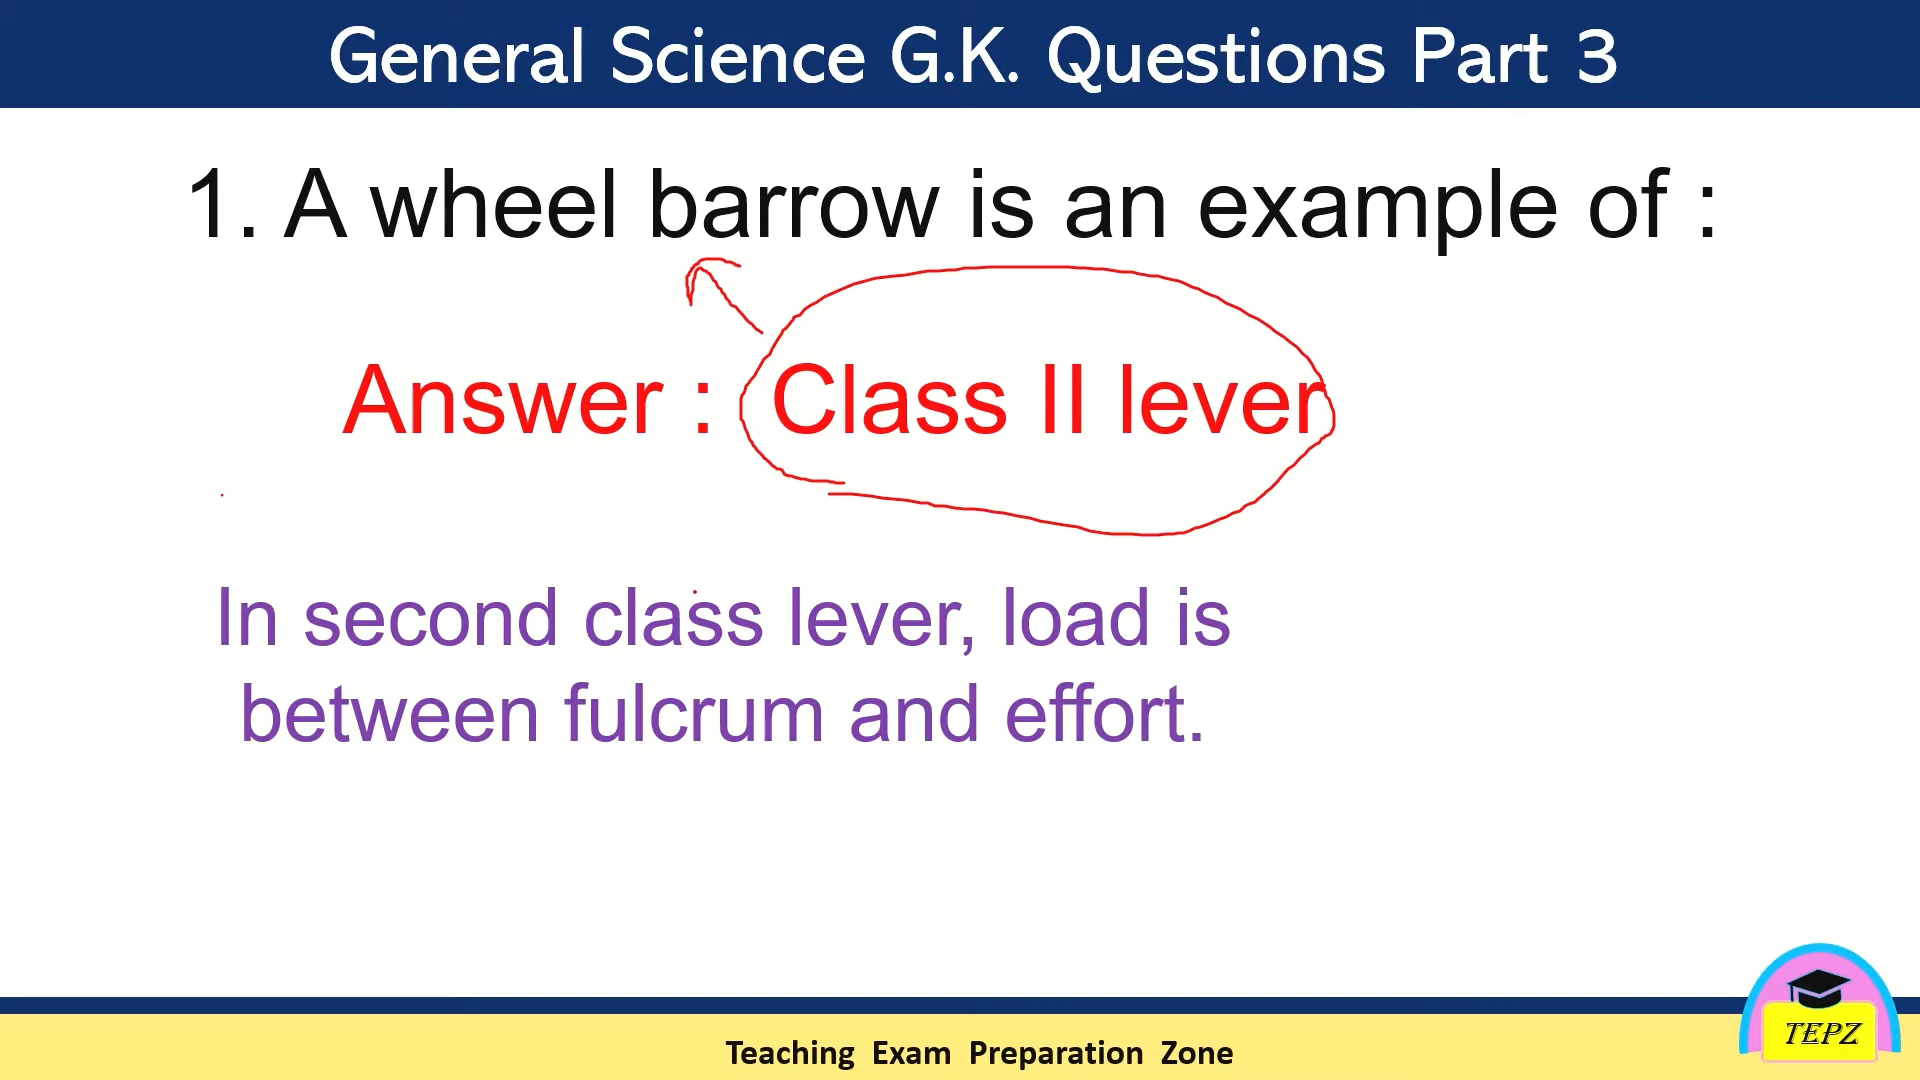 General Science G.K. Questions Part 3
1. A wheel barrow is an example of :
Answer : Class II lever
In second class lever, load is
between fulcrum and effort.
TEPZ
Teaching Exam Preparation Zone